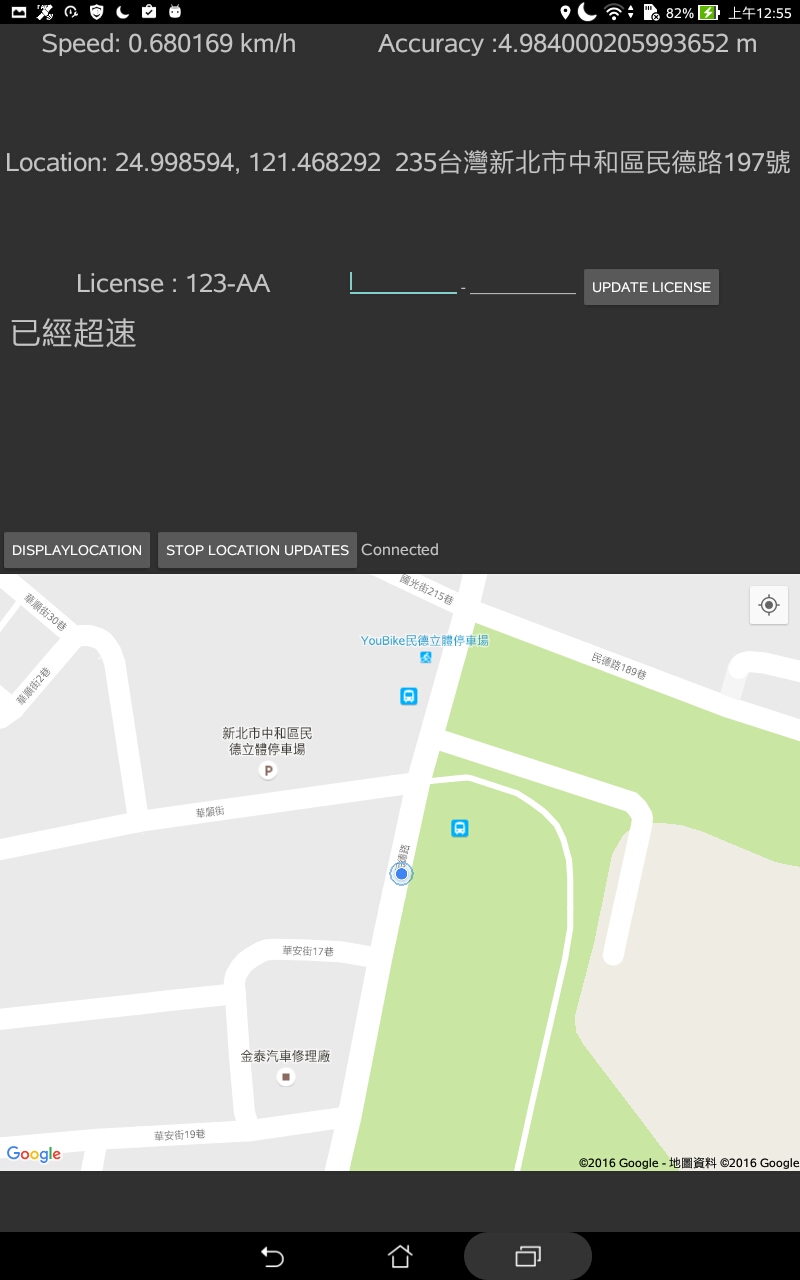 82% 上午12:55
Speed: 0.680169 km/h
Accuracy :4.984000205993652 m
Location: 24.998594, 121.468292 235台灣新北市中和區民德路197號
License : 123-AA
-
UPDATE LICENSE
已經超速
DISPLAYLOCATION
STOP LOCATION UPDATES
Connected
國光街215巷
華順街30巷
YouBike民德立體停車場
民德路189巷
華順街2巷
新北市中和區民
德立體停車場
P
華順街
華安街17巷
金泰汽車修理廠
華安街19巷
Google
©2016 Google - 地圖資料 ©2016 Google